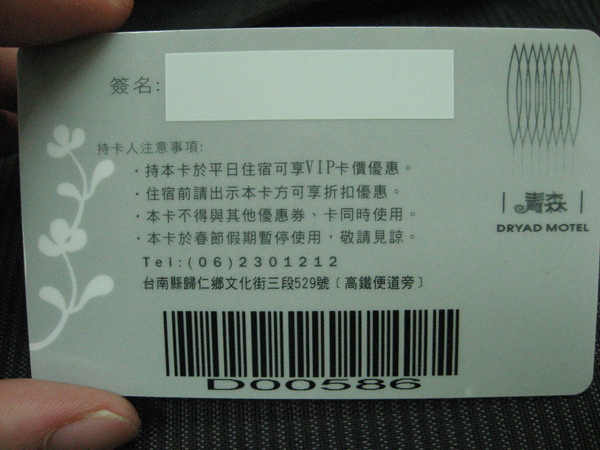 簽名:
持卡人注意事項:
·持本卡於平日住宿可享VIP卡價優惠。
·住宿前請出示本卡方可享折扣優惠。
·本卡不得與其他優惠券、卡同時使用。
·本卡於春節假期暫停使用,敬請見諒。
Tel:(06)2301212
台南縣歸仁鄉文化街三段529號〔高鐵便道旁〕
D00586
|青森|
DRYAD MOTEL